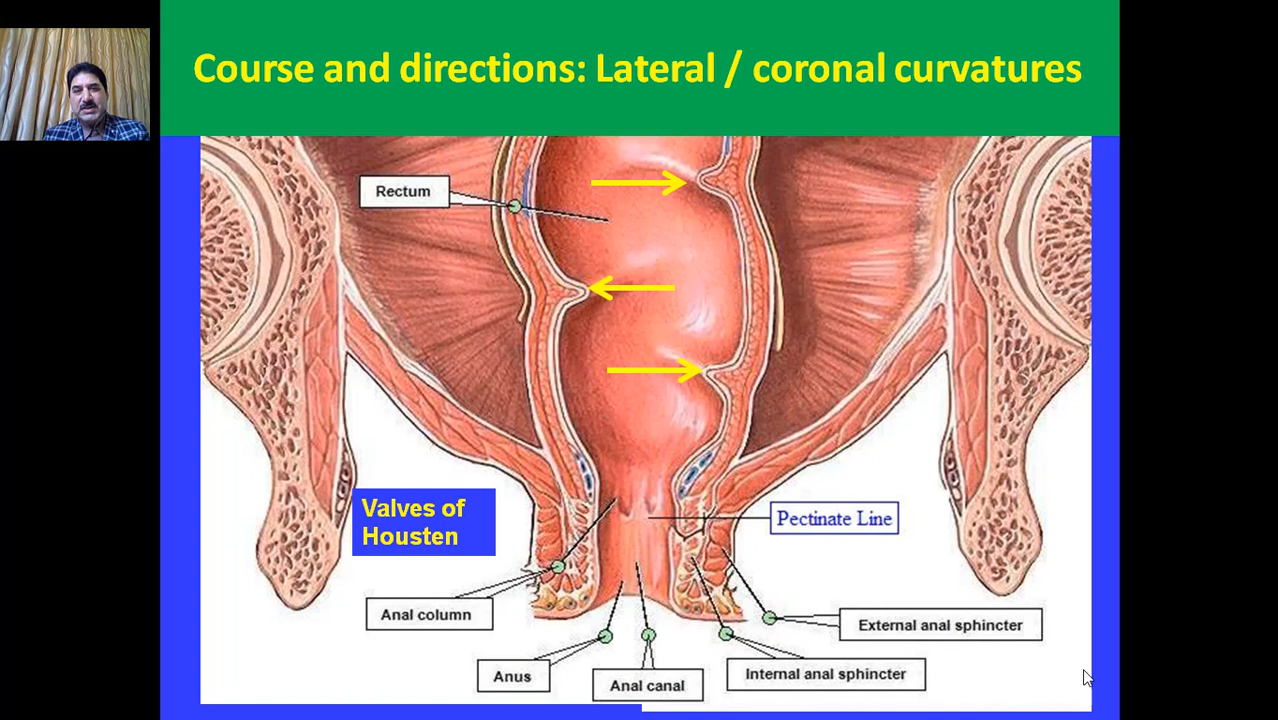 Course and directions: Lateral / coronal curvatures
Rectum
Valves of
Housten
Pectinate Line
Anal column
External anal sphincter
Anus
Anal canal
Internal anal sphincter